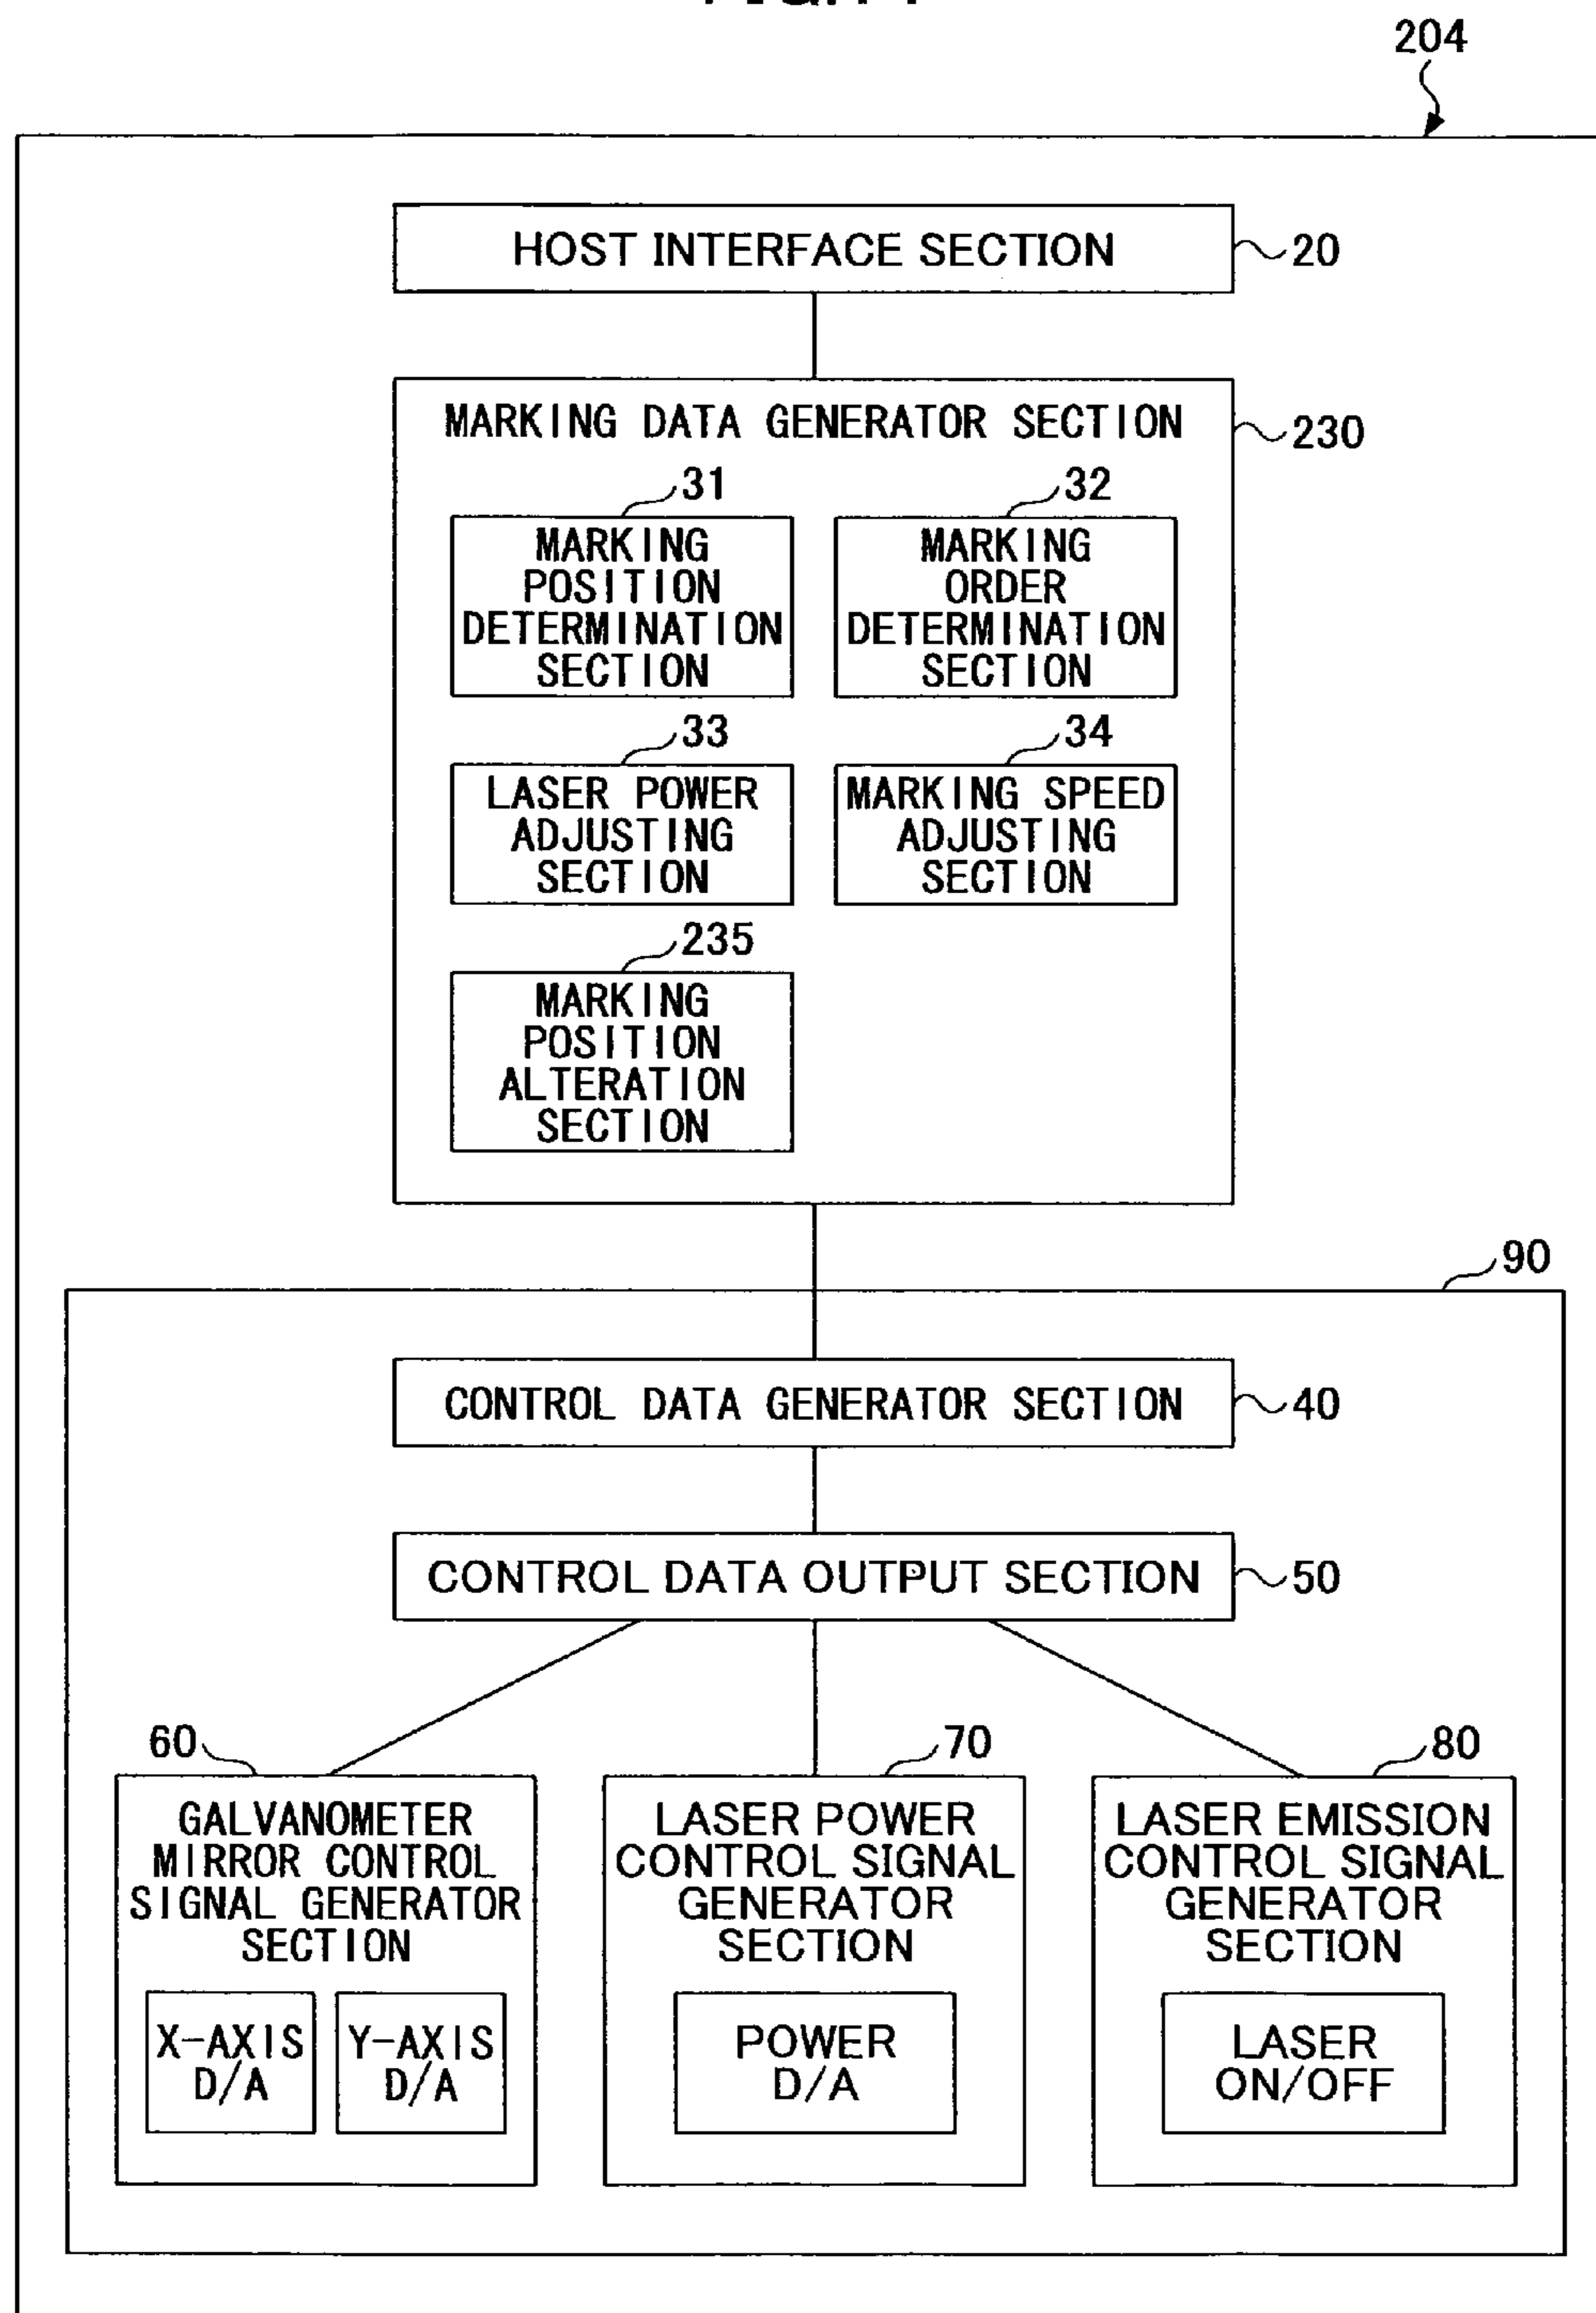 204
HOST INTERFACE SECTION
20
MARKING DATA GENERATOR SECTION
230
31
MARKING
POSITION
DETERMINATION
SECTION
32
MARKING
ORDER
DETERMINATION
SECTION
33
LASER POWER
ADJUSTING
SECTION
34
MARKING SPEED
ADJUSTING
SECTION
235
MARKING
POSITION
ALTERATION
SECTION
90
CONTROL DATA GENERATOR SECTION
40
CONTROL DATA OUTPUT SECTION
50
60
GALVANOMETER
MIRROR CONTROL
SIGNAL GENERATOR
SECTION
X-AXIS
D/A
Y-AXIS
D/A
70
LASER POWER
CONTROL SIGNAL
GENERATOR
SECTION
POWER
D/A
80
LASER EMISSION
CONTROL SIGNAL
GENERATOR
SECTION
LASER
ON/OFF